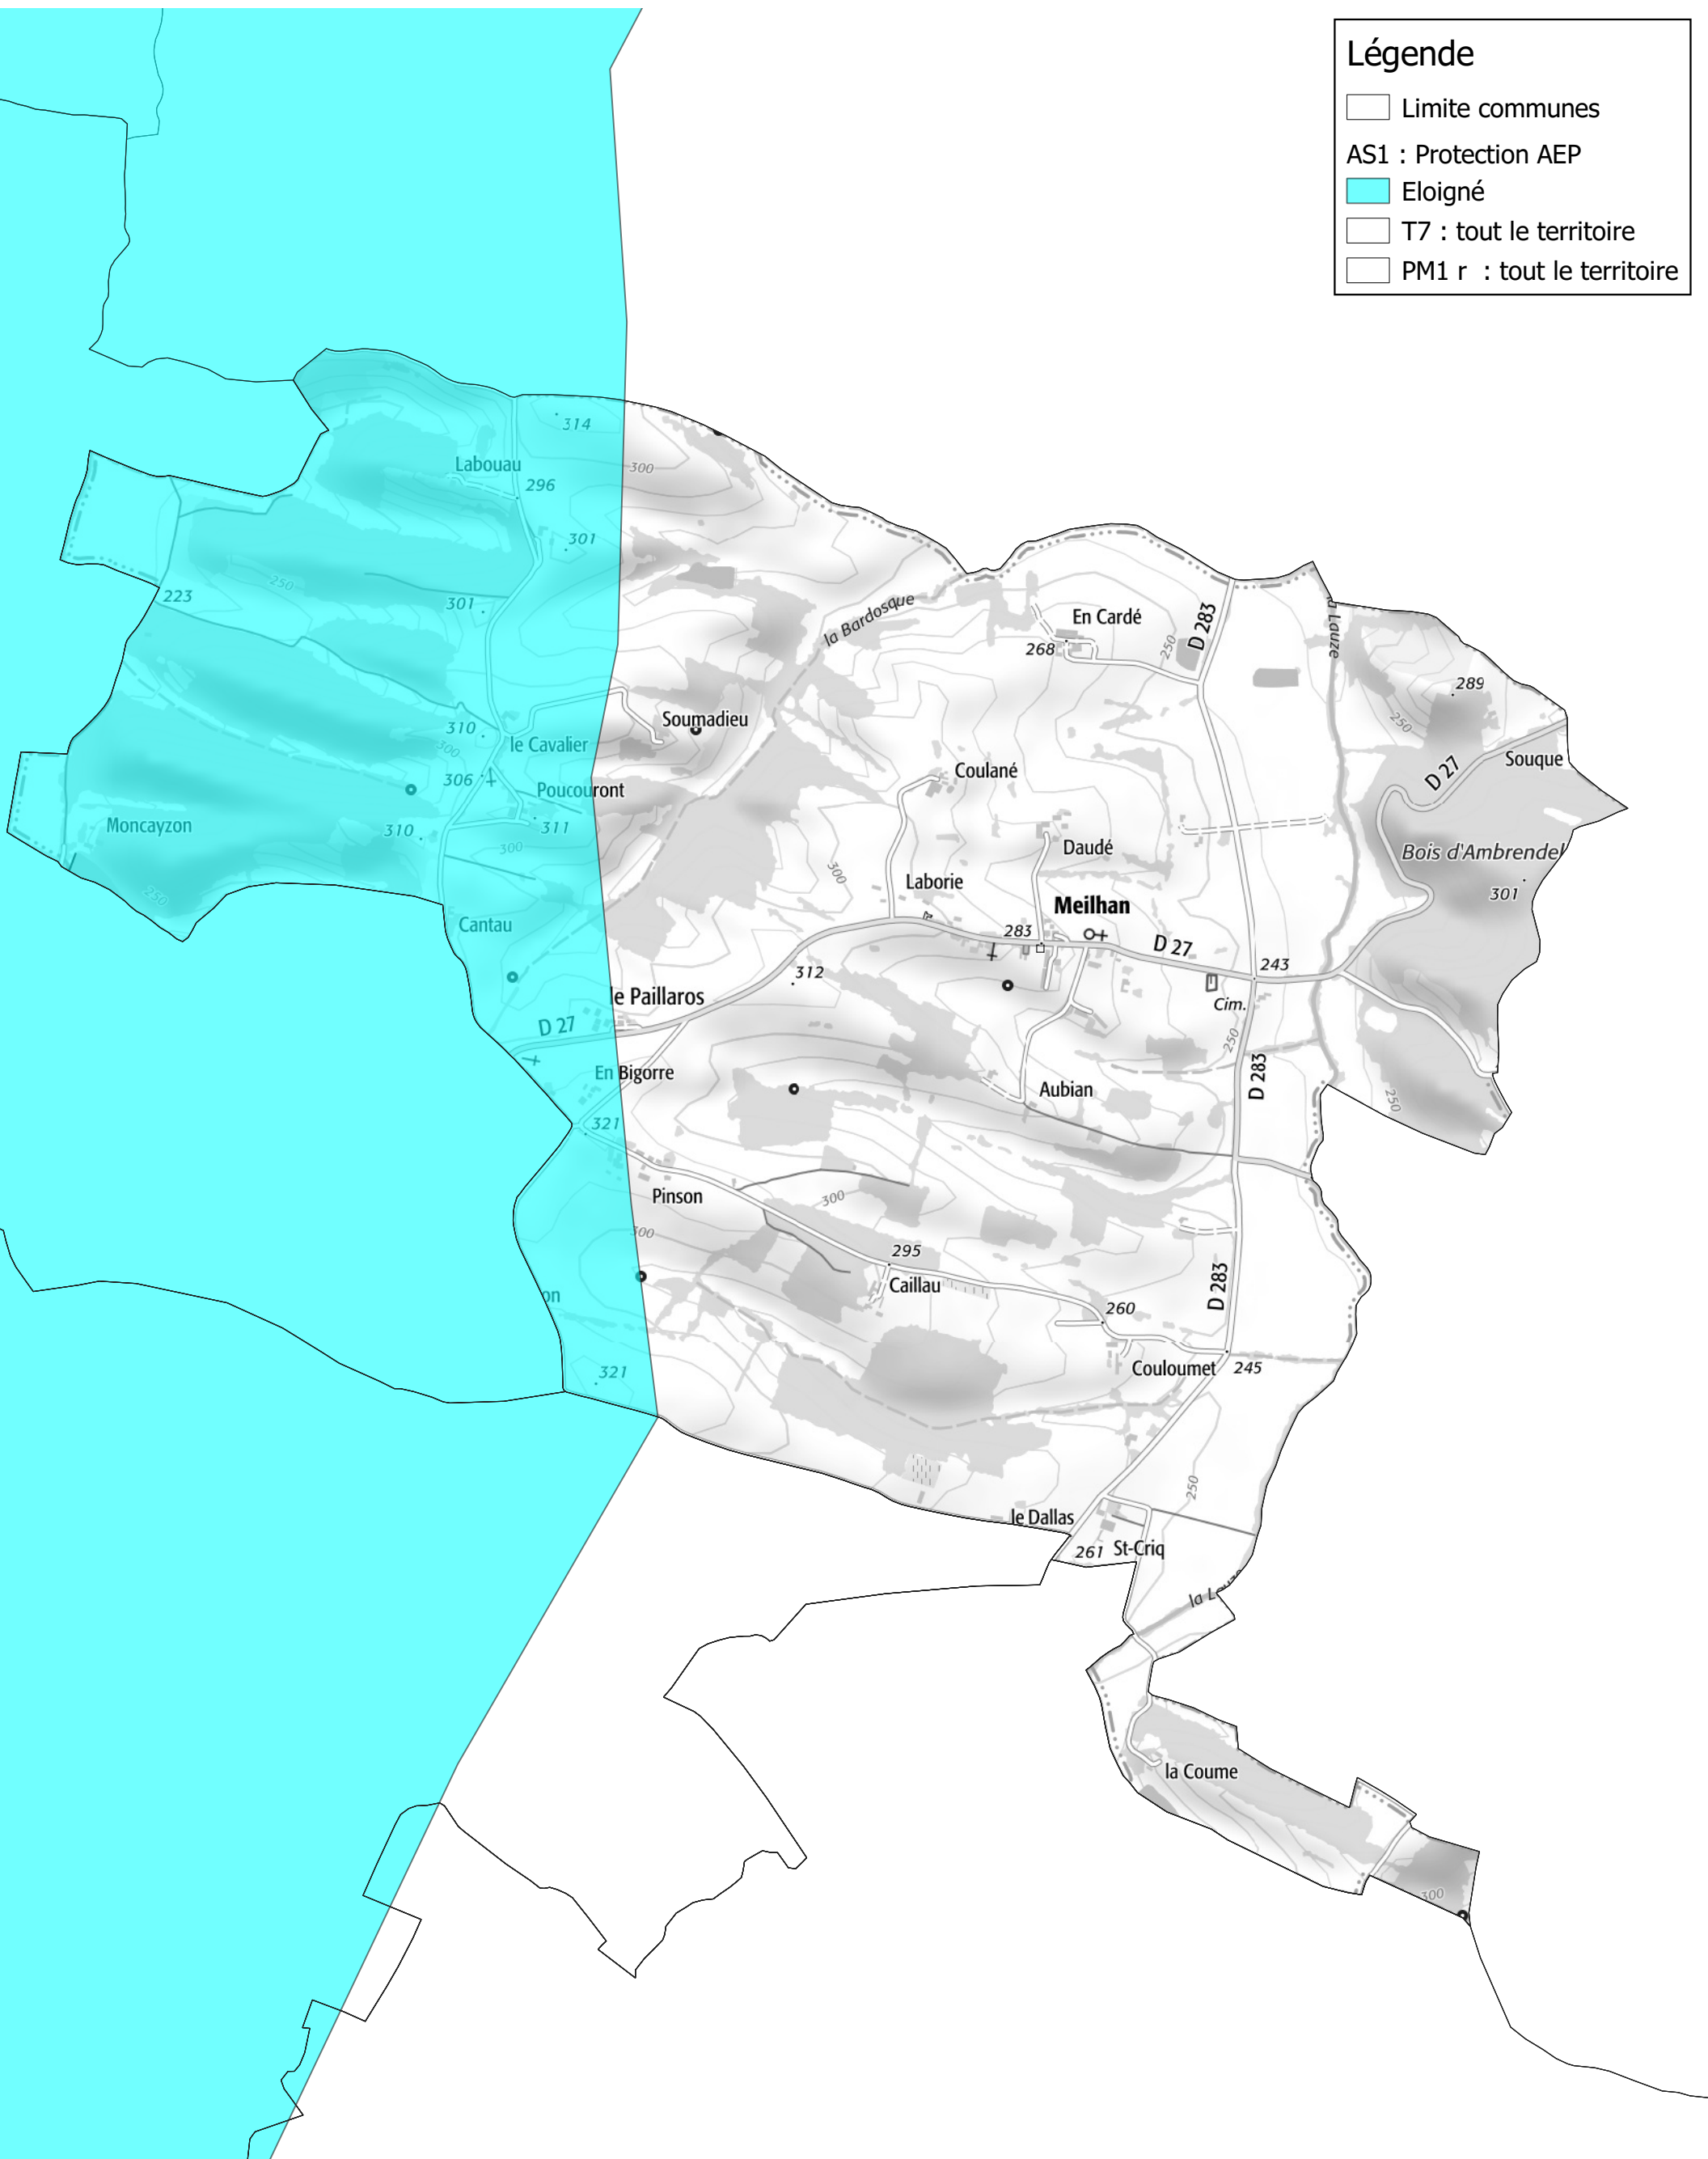 Légende
Limite communes
AS1 : Protection AEP
Eloigné
T7 : tout le territoire
PM1 r : tout le territoire
314
300
Labouau
296
301
250
223
301
la Bardosque
En Cardé
268
250
D 283
la Lauze
289
250
Soumadieu
310
le Cavalier
300
306
Poucouront
Coulané
D 27
Souque
Moncayzon
310
311
300
Daudé
Bois d'Ambrendel
301
300
Laborie
250
Meilhan
Cantau
283
D 27
243
312
le Paillaros
Cim.
D 27
250
En Bigorre
D 283
Aubian
250
321
Pinson
300
300
295
Caillau
D 283
on
260
321
Couloumet
245
250
le Dallas
261
St-Criq
la L
la Coume
300